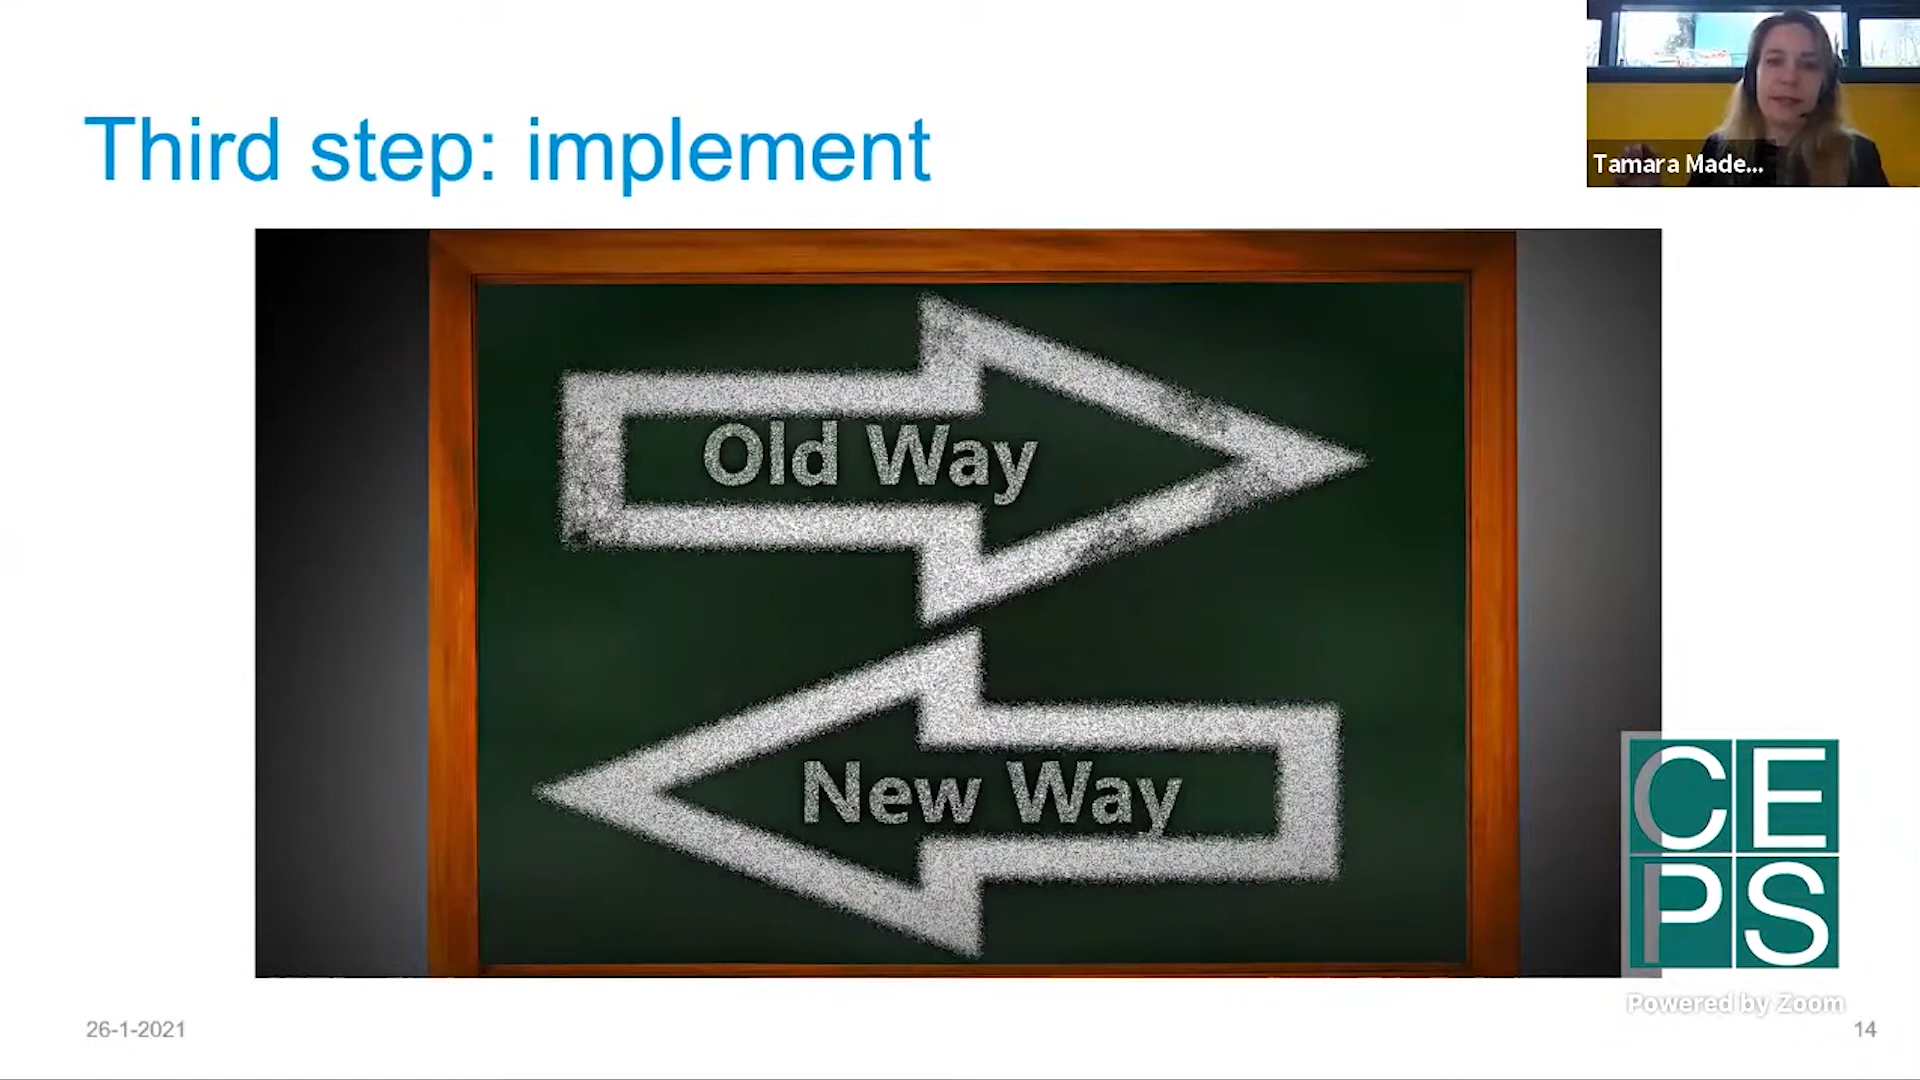 Third step: implement
Tamara Made...
Old Way
New Way
CE
PS
Powered by Zoom
26-1-2021
14